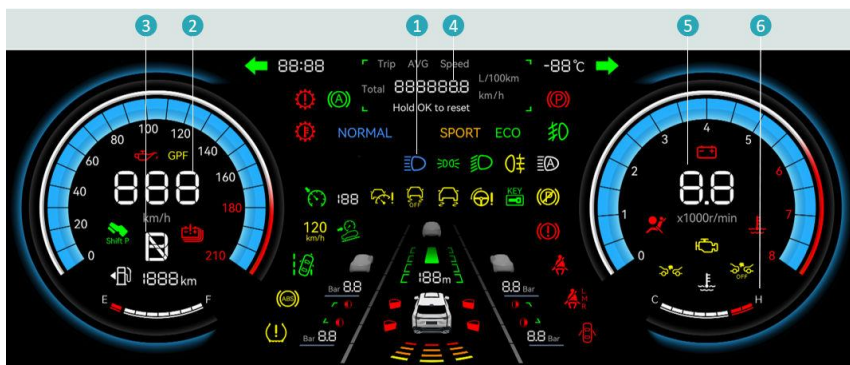 3 2 1 4 5 6
88:88 Trip AVG Speed -88°C
Total 888888.8 L/100km
km/h
Hold OK to reset
(A) (P)
NORMAL SPORT ECO
A
0 20 40 60 80 100 120 140 160 180 210
GPF
888
km/h
Shift P
1888 km
E F
188 OFF KEY P
120
km/h
ABS
188m
Bar 8.8 8.8 Bar
Bar 8.8 8.8 Bar
L
M
R
0 1 2 3 4 5 6 7 8
8.8
x1000r/min
OFF
C H